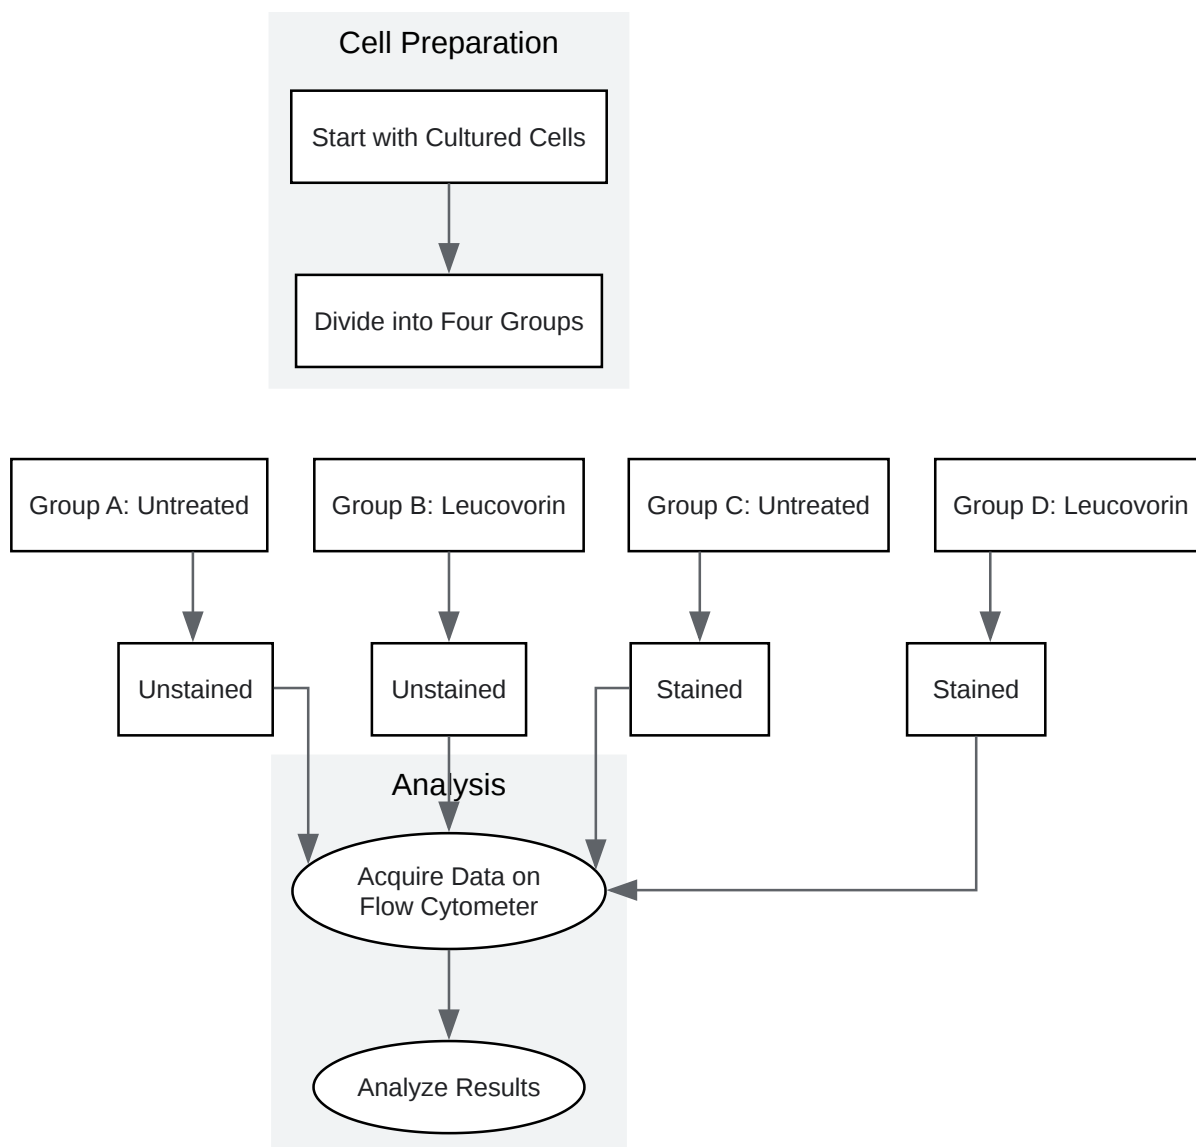 Cell Preparation
Start with Cultured Cells
Divide into Four Groups
Group A: Untreated
Group B: Leucovorin
Group C: Untreated
Group D: Leucovorin
Unstained
Unstained
Stained
Stained
Analysis
Acquire Data on
Flow Cytometer
Analyze Results